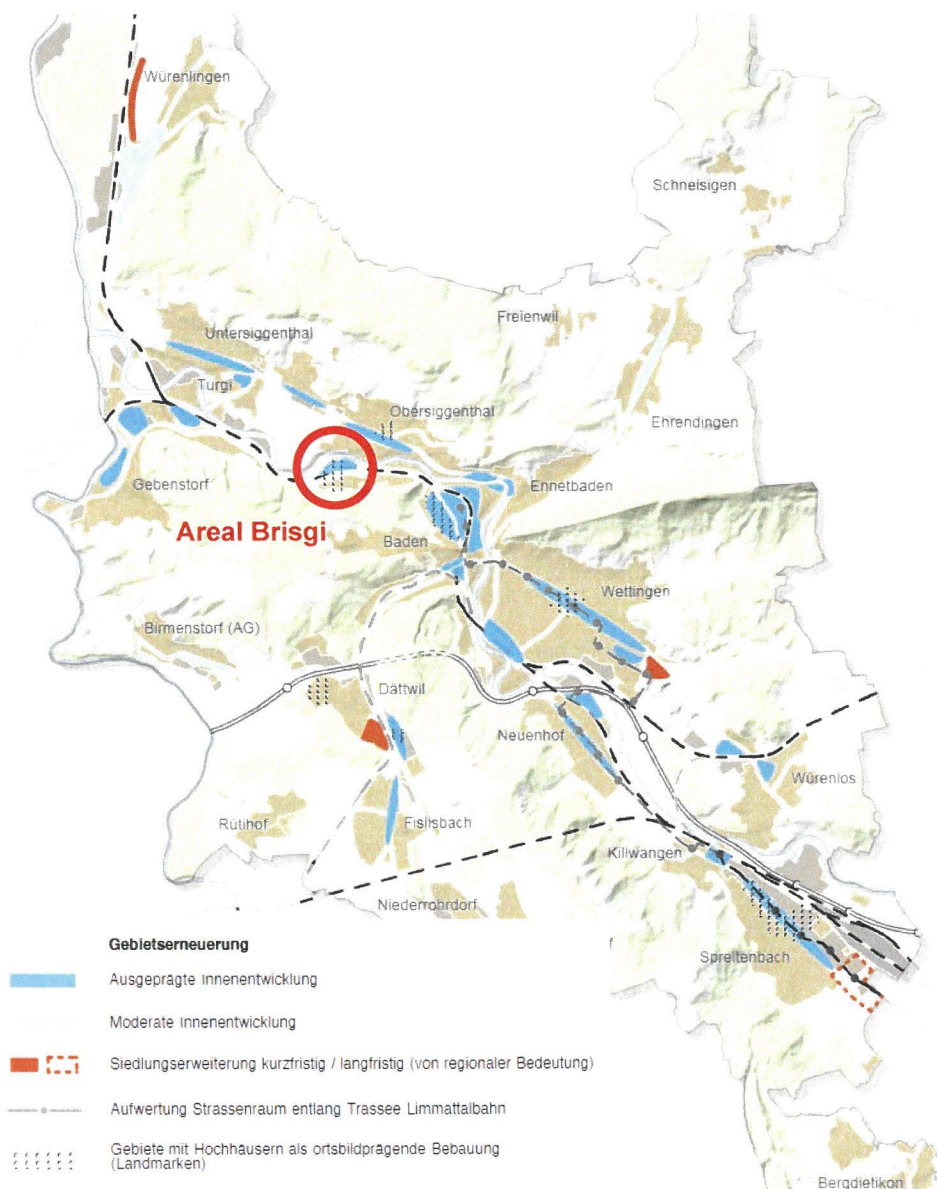 Würenlingen
Schneisigen
Freienwil
Untersiggenthal
Turgi
Obersiggenthal
Ehrendingen
Gebenstorf
Ennetbaden
Areal Brisgi
Baden
Wettingen
Birmenstorf (AG)
Dättwil
Neuenhof
Würenlos
Rütihof
Fislisbach
Killwangen
Niederrohrdorf
f
Spreitenbach
Gebietserneuerung
Ausgeprägte Innenentwicklung
Moderate Innenentwicklung
Siedlungserweiterung kurzfristig / langfristig (von regionaler Bedeutung)
Aufwertung Strassenraum entlang Trassee Limmattalbahn
Gebiete mit Hochhäusern als ortsbildprägende Bebauung
(Landmarken)
Bergdietikon